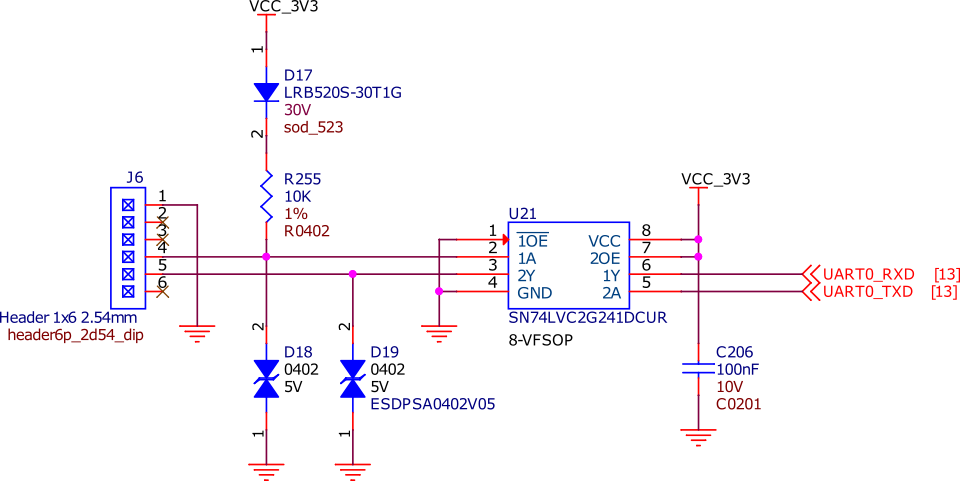 VCC_3V3
1
D17
LRB520S-30T1G
30V
sod_523
2
R255
10K
1%
R0402
J6
1
2
3
4
5
6
Header 1x6 2.54mm
header6p_2d54_dip
U21
1
2
3
4
1OE
1A
2Y
GND
VCC
2OE
1Y
2A
8
7
6
5
SN74LVC2G241DCUR
8-VFSOP
VCC_3V3
UART0_RXD [13]
UART0_TXD [13]
2
D18
0402
5V
1
2
D19
0402
5V
ESDPSA0402V05
1
C206
100nF
10V
C0201